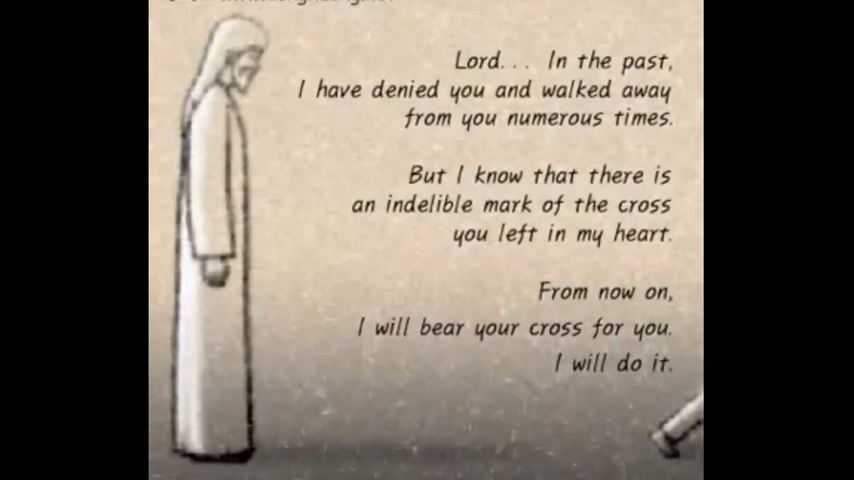 Lord... In the past,
I have denied you and walked away
from you numerous times.
But I know that there is
an indelible mark of the cross
you left in my heart.
From now on,
I will bear your cross for you.
I will do it.